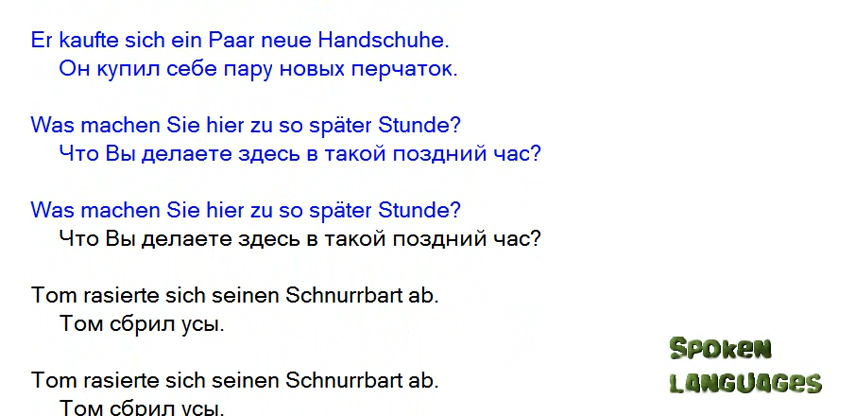 Er kaufte sich ein Paar neue Handschuhe.
Он купил себе пару новых перчаток.
Was machen Sie hier zu so später Stunde?
Что Вы делаете здесь в такой поздний час?
Was machen Sie hier zu so später Stunde?
Что Вы делаете здесь в такой поздний час?
Tom rasierte sich seinen Schnurrbart ab.
Том сбрил усы.
Tom rasierte sich seinen Schnurrbart ab.
Том сбрил усы.
Spoken
Languages